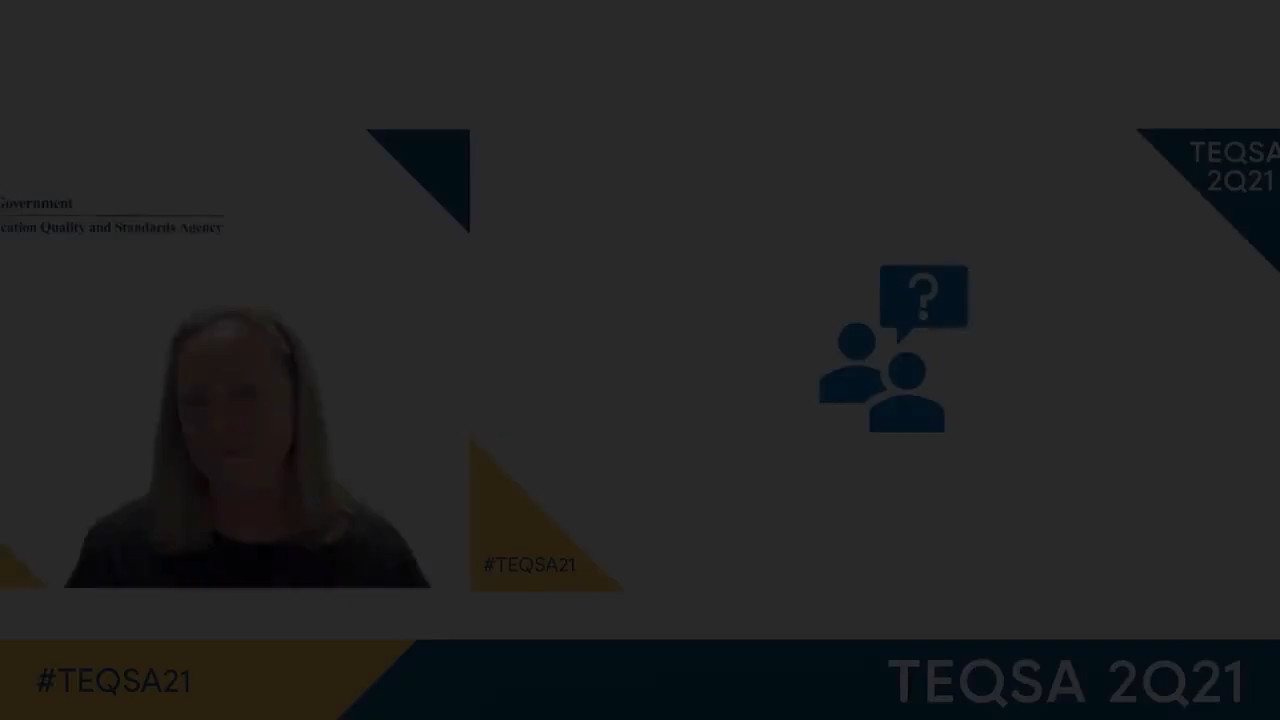 Government
cation Quality and Standards Agency
TEQSA
2Q21
?
#TEQSA21
#TEQSA21
TEQSA 2Q21